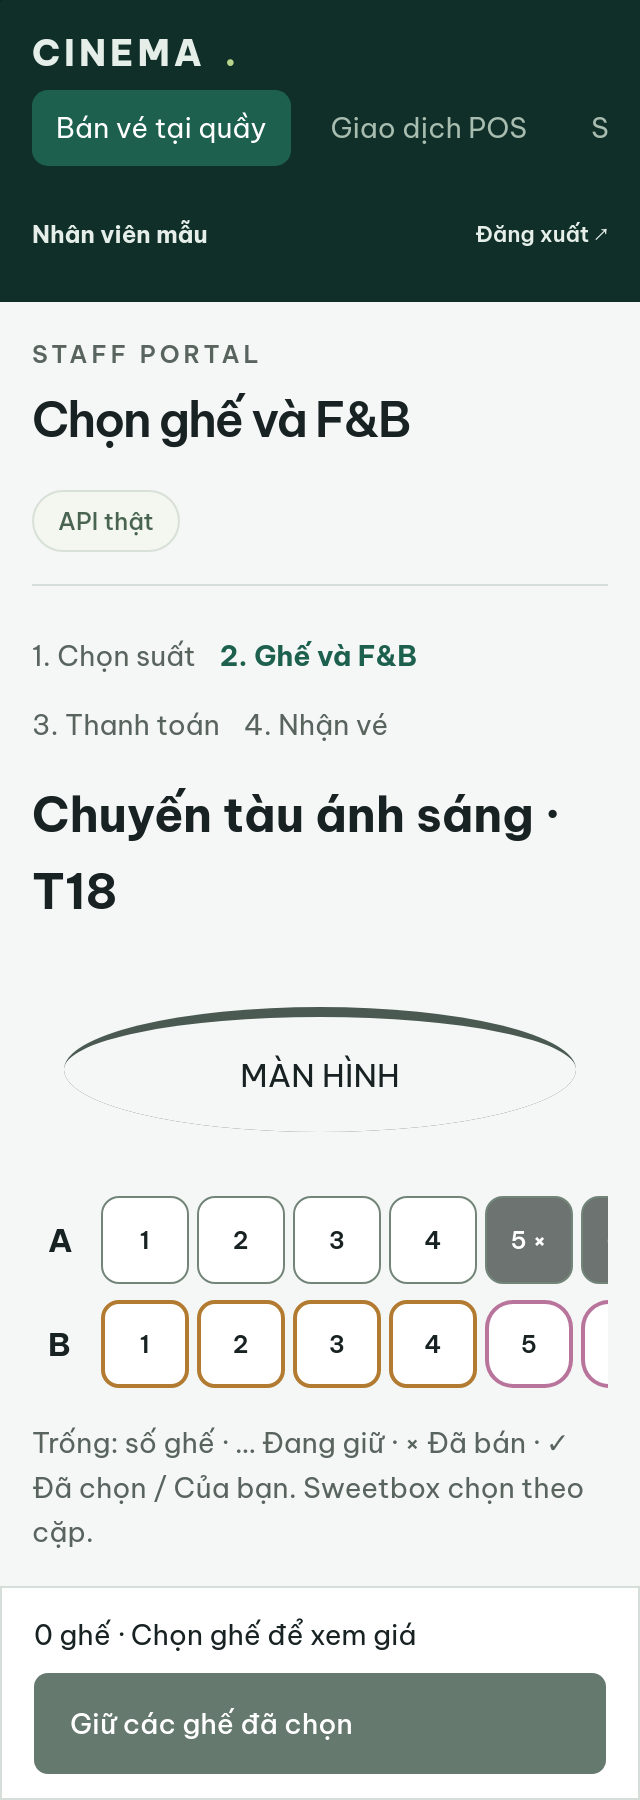 CINEMA .
Bán vé tại quầy Giao dịch POS S
Nhân viên mẫu Đăng xuất ↗
STAFF PORTAL
Chọn ghế và F&B
API thật
1. Chọn suất 2. Ghế và F&B
3. Thanh toán 4. Nhận vé
Chuyến tàu ánh sáng ·
T18
MÀN HÌNH
A 1 2 3 4 5 ×
B 1 2 3 4 5
Trống: số ghế · … Đang giữ · × Đã bán · ✓
Đã chọn / Của bạn. Sweetbox chọn theo
cặp.
0 ghế · Chọn ghế để xem giá
Giữ các ghế đã chọn